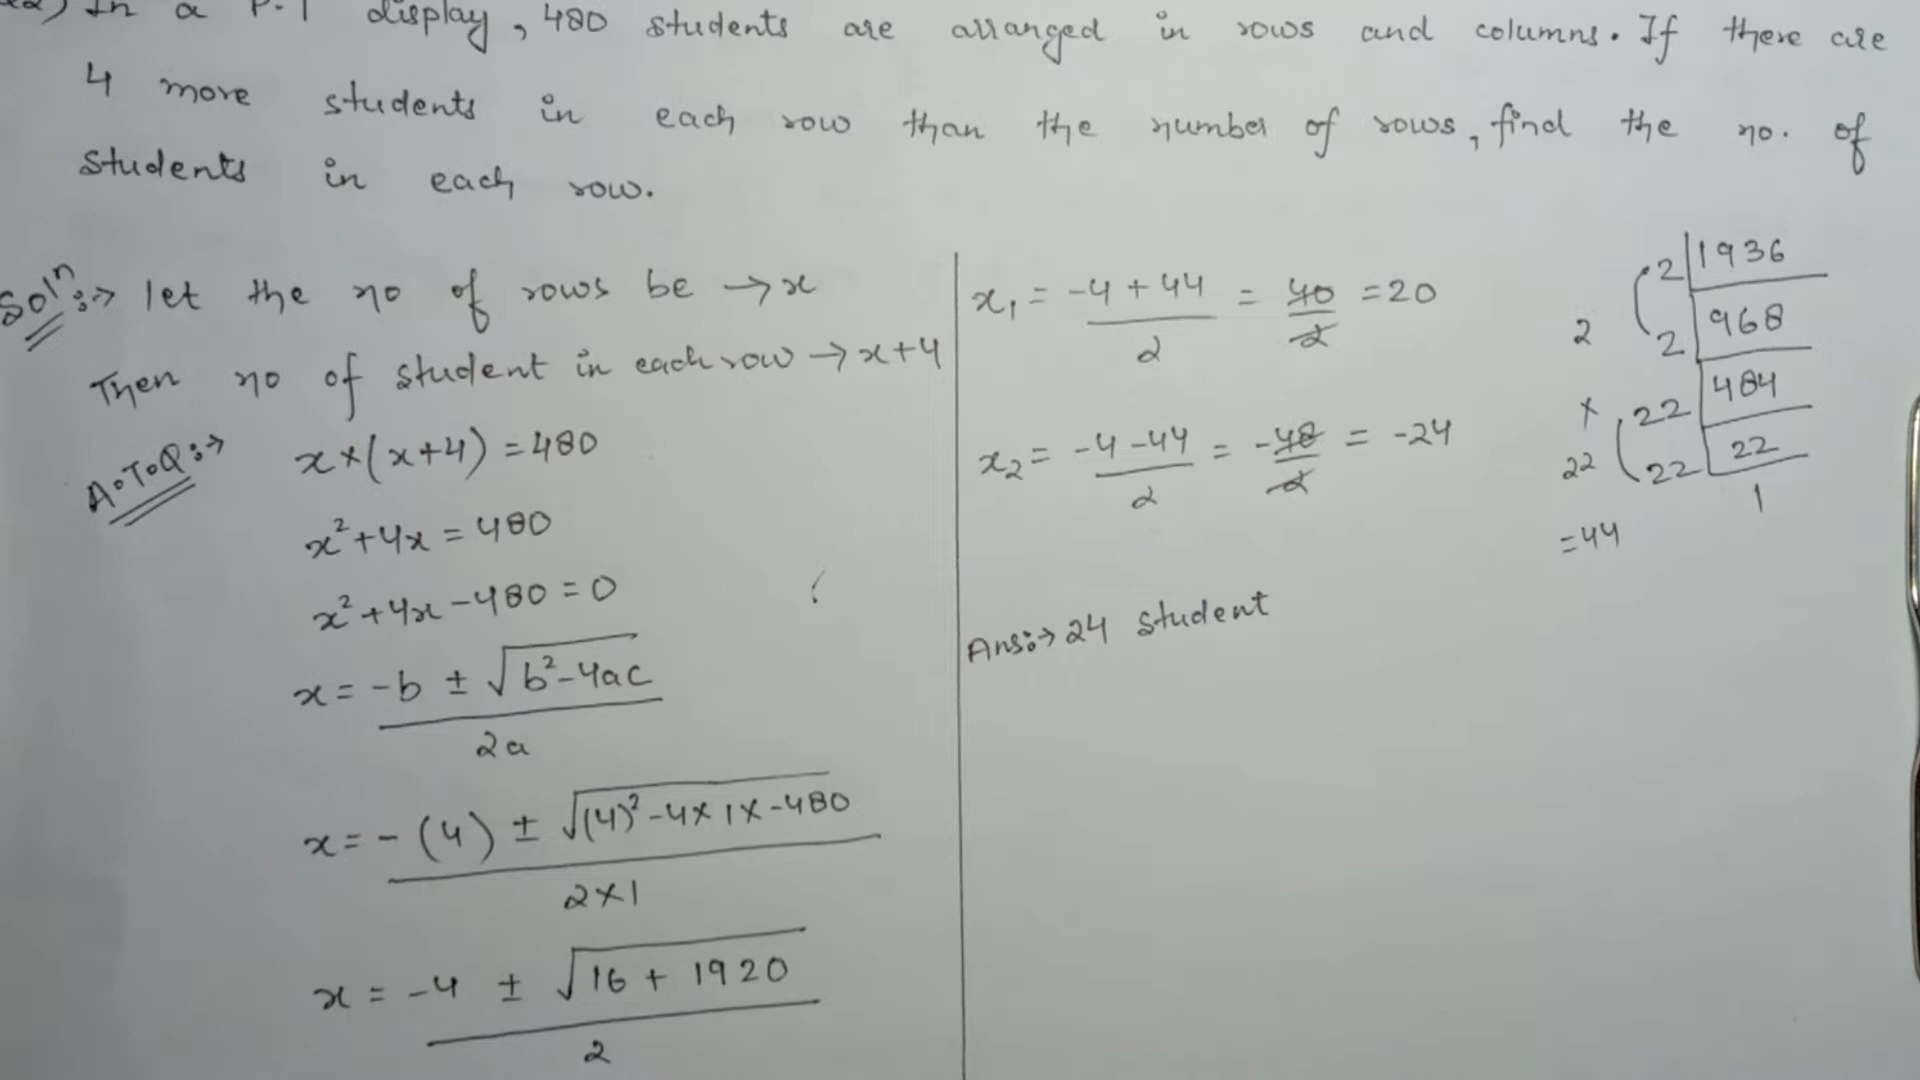 In a P.T display, 480 students are arranged in rows and columns. If there are
4 more students in each row than the number of rows, find the no. of
students in each row.
Soln:→ let the no of rows be → x
Then no of student in each row → x+4
A.T.Q:→ x×(x+4) = 480
x²+4x = 480
x²+4x-480 = 0
x = -b ± √b²-4ac
2a
x = -(4) ± √(4)²-4×1×-480
2×1
x = -4 ± √16 + 1920
2
x₁ = -4 + 44 = 40 = 20
2 2
x₂ = -4 -44 = -48 = -24
2 2
Ans:→ 24 student
2 1936
2 968
22 484
22 22
1
2
×
22
=44